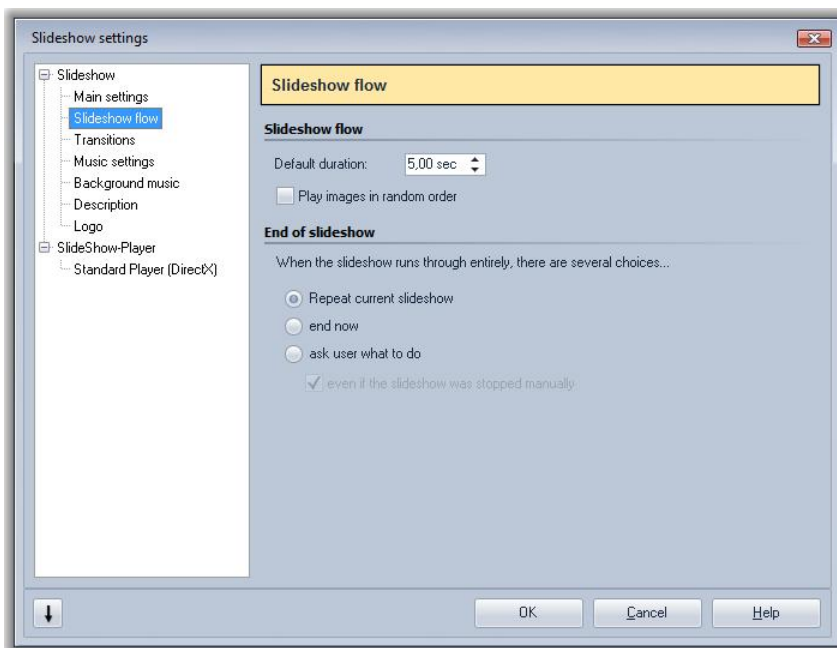 Slideshow settings
Slideshow
Main settings
Slideshow flow
Transitions
Music settings
Background music
Description
Logo
SlideShow-Player
Standard Player (DirectX)
Slideshow flow
Slideshow flow
Default duration: 5,00 sec
Play images in random order
End of slideshow
When the slideshow runs through entirely, there are several choices...
Repeat current slideshow
end now
ask user what to do
even if the slideshow was stopped manually
OK Cancel Help